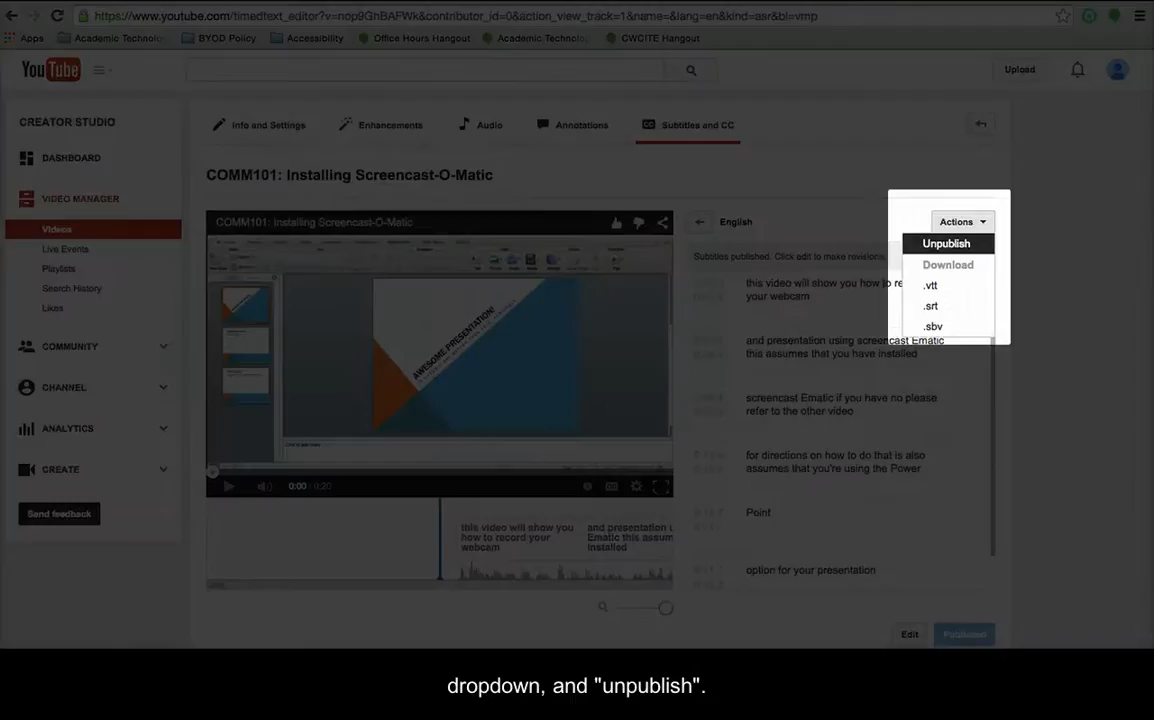 https://www.youtube.com/timedtext_editor?v=nop9GhBAFWk&contributor_id=0&action_view_track=1&name=&lang=en&kind=asr&bl=vmp
Apps Academic Technolo BYOD Policy Accessibility Office Hours Hangout Academic Technolo CWCITE Hangout
YouTube Upload
CREATOR STUDIO
DASHBOARD
VIDEO MANAGER
Videos
Live Events
Playlists
Search History
Likes
COMMUNITY
CHANNEL
ANALYTICS
CREATE
Send feedback
Info and Settings Enhancements Audio Annotations Subtitles and CC
COMM101: Installing Screencast-O-Matic
COMM101: Installing Screencast-O-Matic
AWESOME PRESENTATION!
0:00 / 0:20
this video will show you
how to record your
webcam
and presentation u
Ematic this assum
installed
English
Actions
Unpublish
Download
.vtt
.srt
.sbv
Subtitles published. Click edit to make revisions.
this video will show you how to re
your webcam
and presentation using screencast Ematic
this assumes that you have installed
screencast Ematic if you have no please
refer to the other video
for directions on how to do that is also
assumes that you're using the Power
Point
option for your presentation
Edit Published
dropdown, and "unpublish".